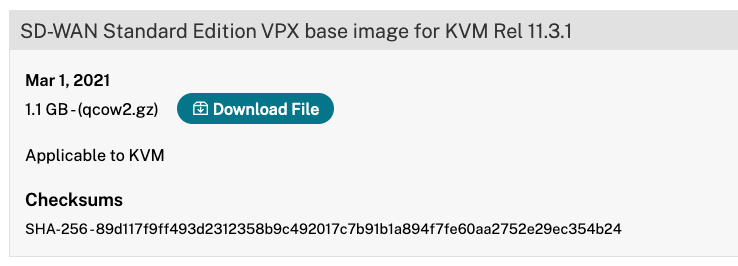 SD-WAN Standard Edition VPX base image for KVM Rel 11.3.1
Mar 1, 2021
1.1 GB - (qcow2.gz) Download File
Applicable to KVM
Checksums
SHA-256 - 89d117f9ff493d2312358b9c492017c7b91b1a894f7fe60aa2752e29ec354b24